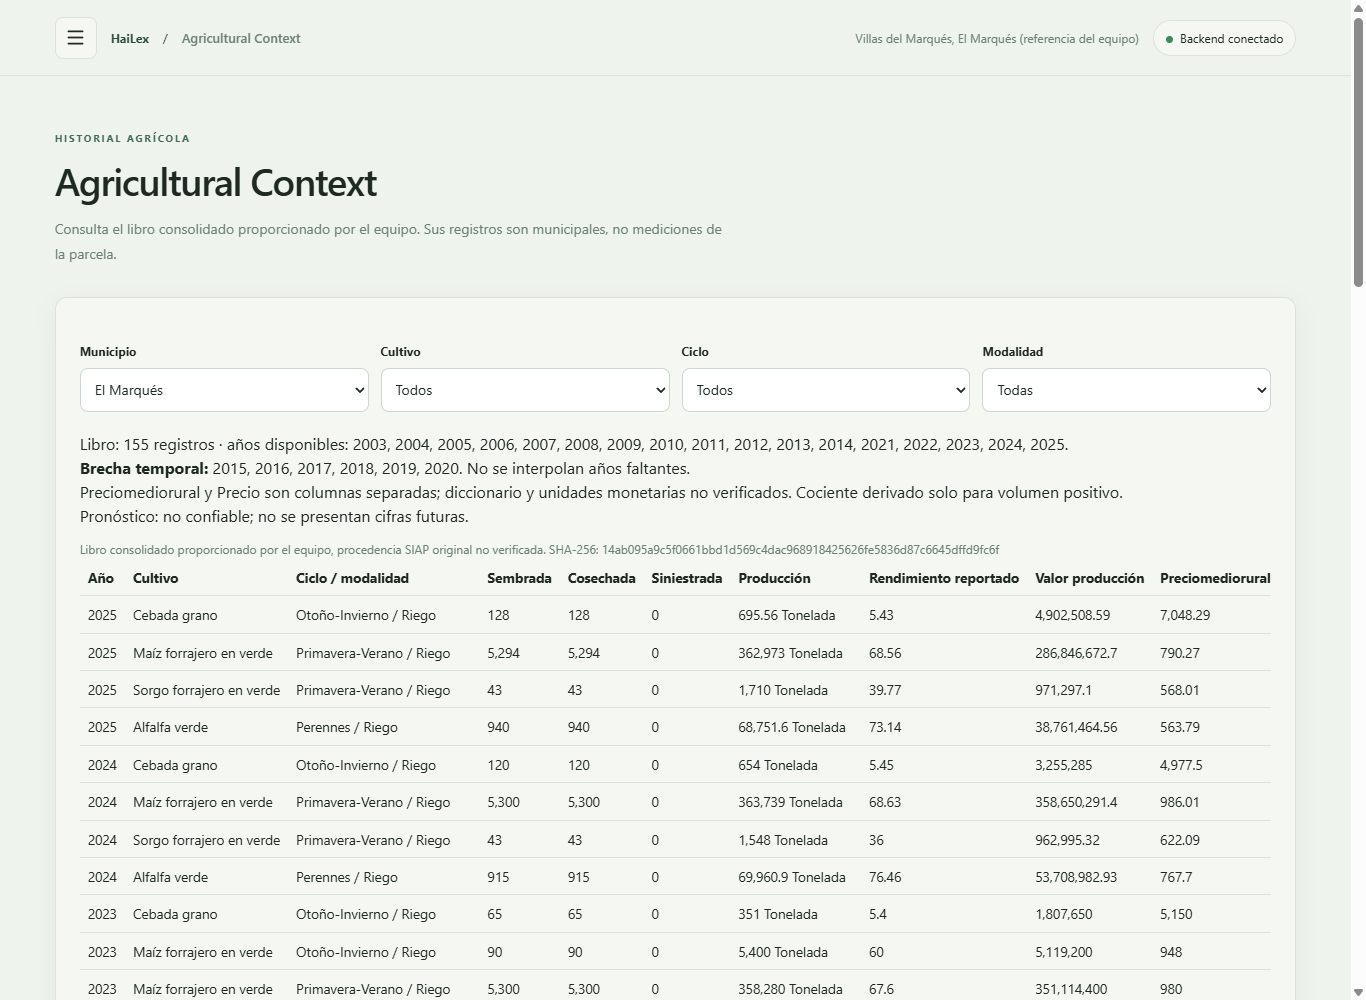 HaiLex / Agricultural Context
Villas del Marqués, El Marqués (referencia del equipo)
Backend conectado
HISTORIAL AGRÍCOLA
Agricultural Context
Consulta el libro consolidado proporcionado por el equipo. Sus registros son municipales, no mediciones de
la parcela.
Municipio Cultivo Ciclo Modalidad
El Marqués Todos Todos Todas
Libro: 155 registros · años disponibles: 2003, 2004, 2005, 2006, 2007, 2008, 2009, 2010, 2011, 2012, 2013, 2014, 2021, 2022, 2023, 2024, 2025.
Brecha temporal: 2015, 2016, 2017, 2018, 2019, 2020. No se interpolan años faltantes.
Preciomediorural y Precio son columnas separadas; diccionario y unidades monetarias no verificados. Cociente derivado solo para volumen positivo.
Pronóstico: no confiable; no se presentan cifras futuras.
Libro consolidado proporcionado por el equipo, procedencia SIAP original no verificada. SHA-256: 14ab095a9c5f0661bbd1d569c4dac968918425626fe5836d87c6645dffd9fc6f
Año Cultivo Ciclo / modalidad Sembrada Cosechada Siniestrada Producción Rendimiento reportado Valor producción Preciomediorural
2025 Cebada grano Otoño-Invierno / Riego 128 128 0 695.56 Tonelada 5.43 4,902,508.59 7,048.29
2025 Maíz forrajero en verde Primavera-Verano / Riego 5,294 5,294 0 362,973 Tonelada 68.56 286,846,672.7 790.27
2025 Sorgo forrajero en verde Primavera-Verano / Riego 43 43 0 1,710 Tonelada 39.77 971,297.1 568.01
2025 Alfalfa verde Perennes / Riego 940 940 0 68,751.6 Tonelada 73.14 38,761,464.56 563.79
2024 Cebada grano Otoño-Invierno / Riego 120 120 0 654 Tonelada 5.45 3,255,285 4,977.5
2024 Maíz forrajero en verde Primavera-Verano / Riego 5,300 5,300 0 363,739 Tonelada 68.63 358,650,291.4 986.01
2024 Sorgo forrajero en verde Primavera-Verano / Riego 43 43 0 1,548 Tonelada 36 962,995.32 622.09
2024 Alfalfa verde Perennes / Riego 915 915 0 69,960.9 Tonelada 76.46 53,708,982.93 767.7
2023 Cebada grano Otoño-Invierno / Riego 65 65 0 351 Tonelada 5.4 1,807,650 5,150
2023 Maíz forrajero en verde Otoño-Invierno / Riego 90 90 0 5,400 Tonelada 60 5,119,200 948
2023 Maíz forrajero en verde Primavera-Verano / Riego 5,300 5,300 0 358,280 Tonelada 67.6 351,114,400 980